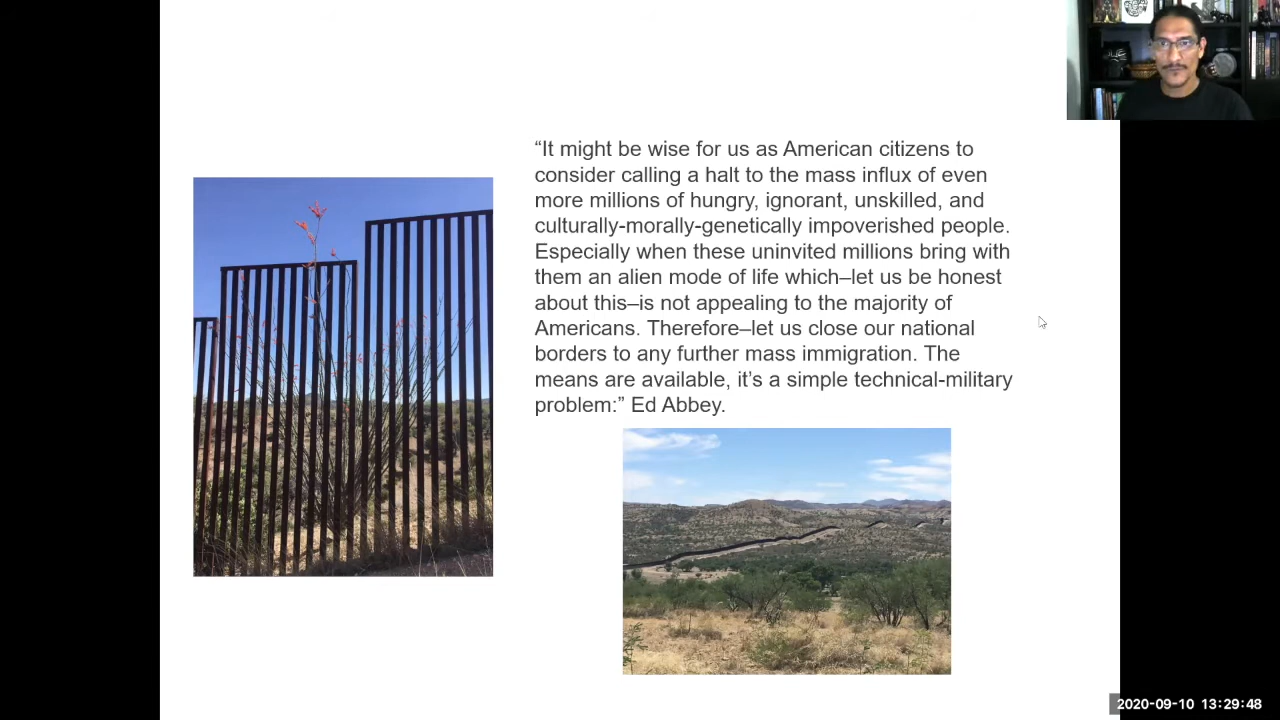 “It might be wise for us as American citizens to
consider calling a halt to the mass influx of even
more millions of hungry, ignorant, unskilled, and
culturally-morally-genetically impoverished people.
Especially when these uninvited millions bring with
them an alien mode of life which–let us be honest
about this–is not appealing to the majority of
Americans. Therefore–let us close our national
borders to any further mass immigration. The
means are available, it’s a simple technical-military
problem:” Ed Abbey.
2020-09-10 13:29:48